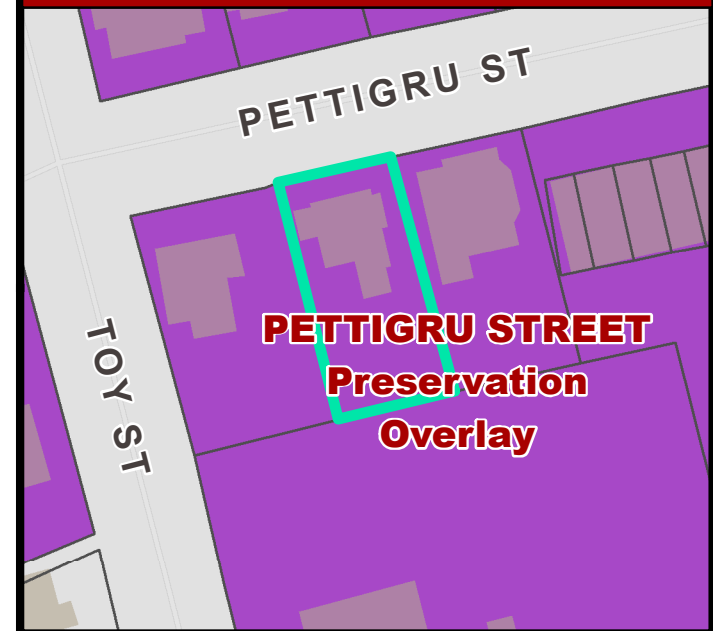 PETTIGRU ST
TOY ST
PETTIGRU STREET
Preservation
Overlay